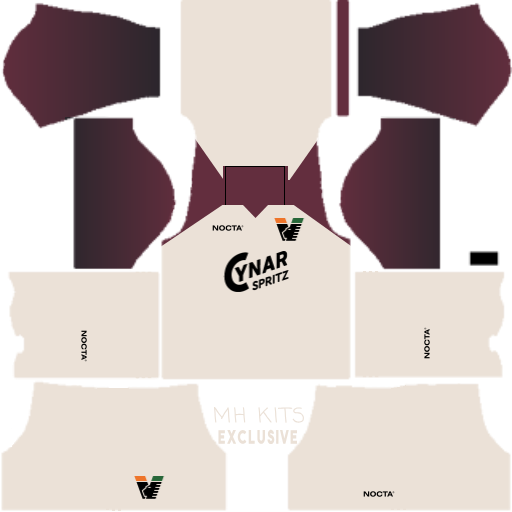 NOCTA
CYNAR
SPRITZ
NOCTA
NOCTA
MH KITS
EXCLUSIVE
NOCTA